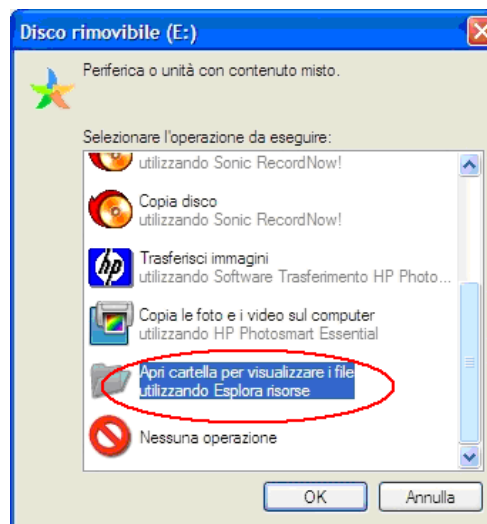 Disco rimovibile (E:)
Periferica o unità con contenuto misto.
Selezionare l'operazione da eseguire:
utilizzando Sonic RecordNow!
Copia disco
utilizzando Sonic RecordNow!
hp
Trasferisci immagini
utilizzando Software Trasferimento HP Photo...
Copia le foto e i video sul computer
utilizzando HP Photosmart Essential
Apri cartella per visualizzare i file
utilizzando Esplora risorse
Nessuna operazione
OK
Annulla